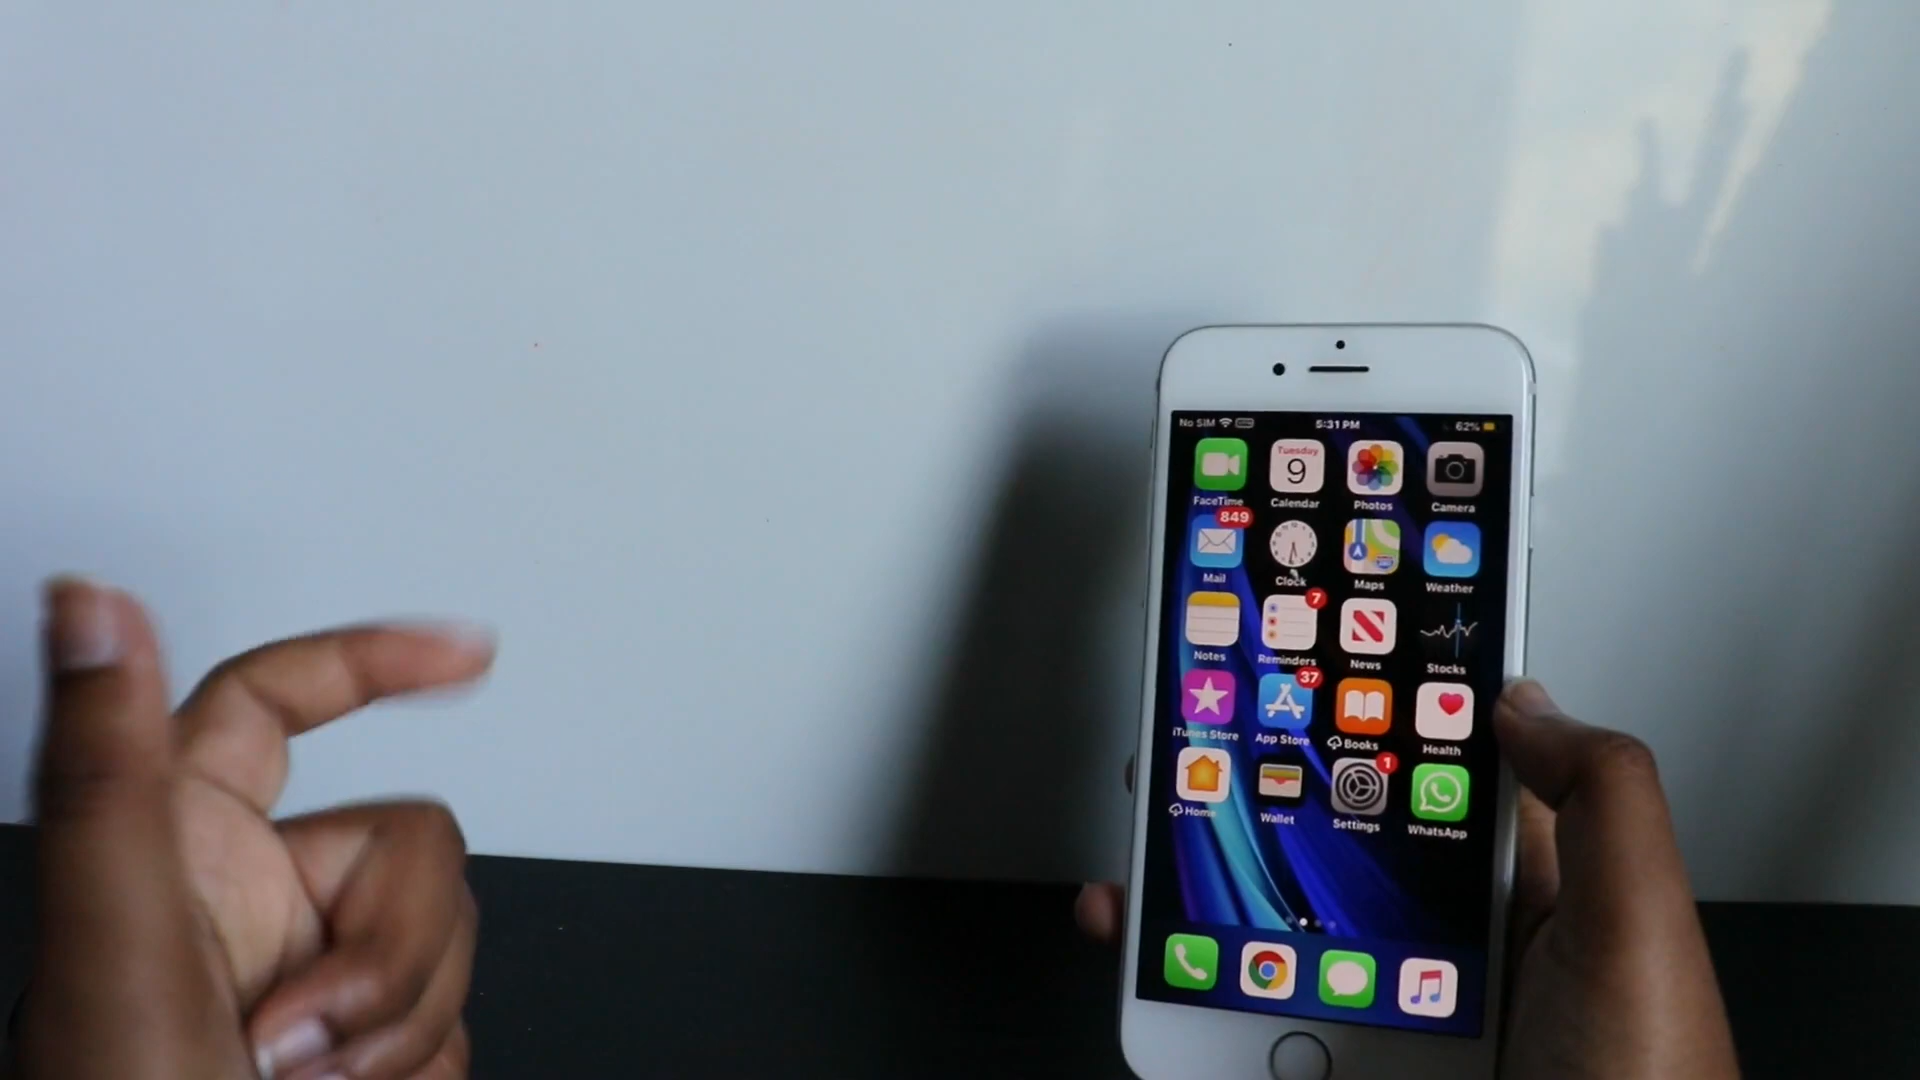 No SIM 5:31 PM 62%
Tuesday
9
FaceTime Calendar Photos Camera
849
Mail Clock Maps Weather
7
Notes Reminders News Stocks
37
iTunes Store App Store Books Health
1
Home Wallet Settings WhatsApp